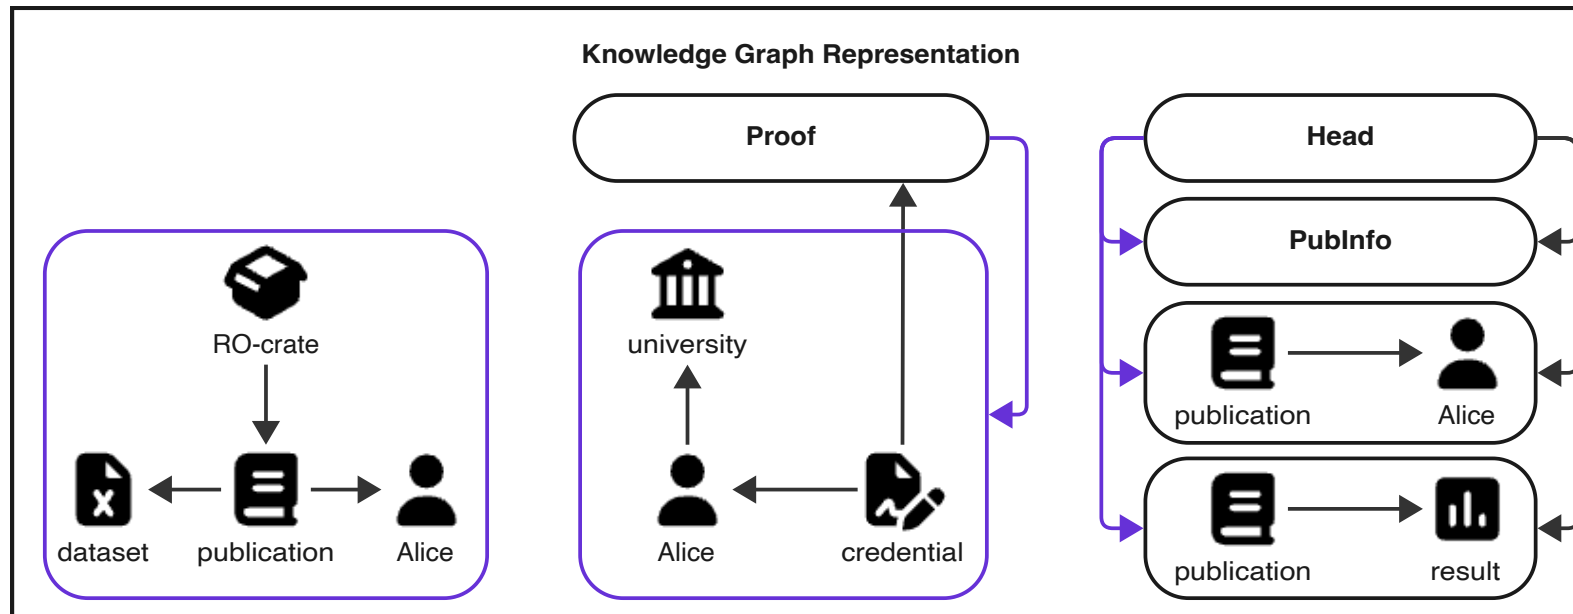 Knowledge Graph Representation
Proof
Head
PubInfo
RO-crate
dataset
publication
Alice
university
Alice
credential
publication
Alice
publication
result